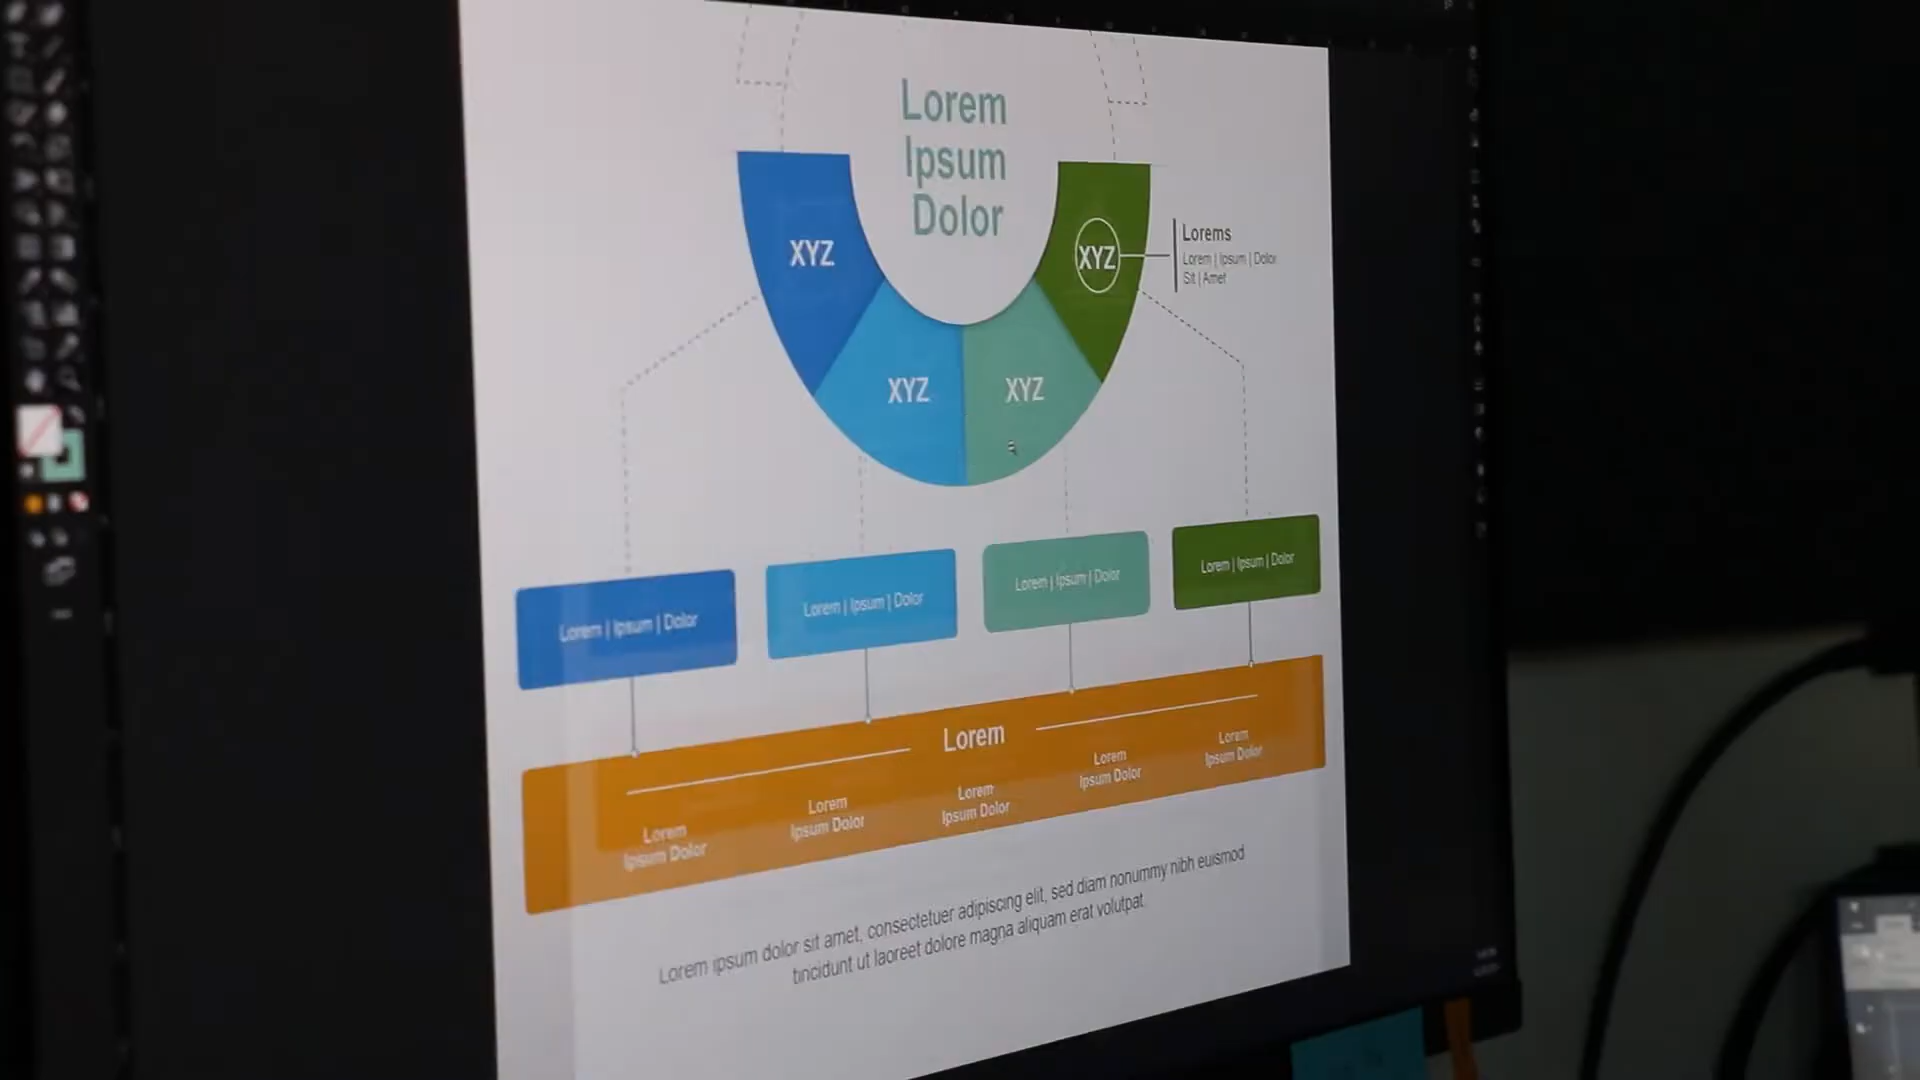 Lorem
Ipsum
Dolor
XYZ
XYZ
Lorems
Lorem | Ipsum | Dolor
Sit | Amet
XYZ
XYZ
Lorem | Ipsum | Dolor
Lorem | Ipsum | Dolor
Lorem | Ipsum | Dolor
Lorem | Ipsum | Dolor
Lorem
Lorem
Ipsum Dolor
Lorem
Ipsum Dolor
Lorem
Ipsum Dolor
Lorem
Ipsum Dolor
Lorem
Ipsum Dolor
Lorem ipsum dolor sit amet, consectetuer adipiscing elit, sed diam nonummy nibh euismod
tincidunt ut laoreet dolore magna aliquam erat volutpat.